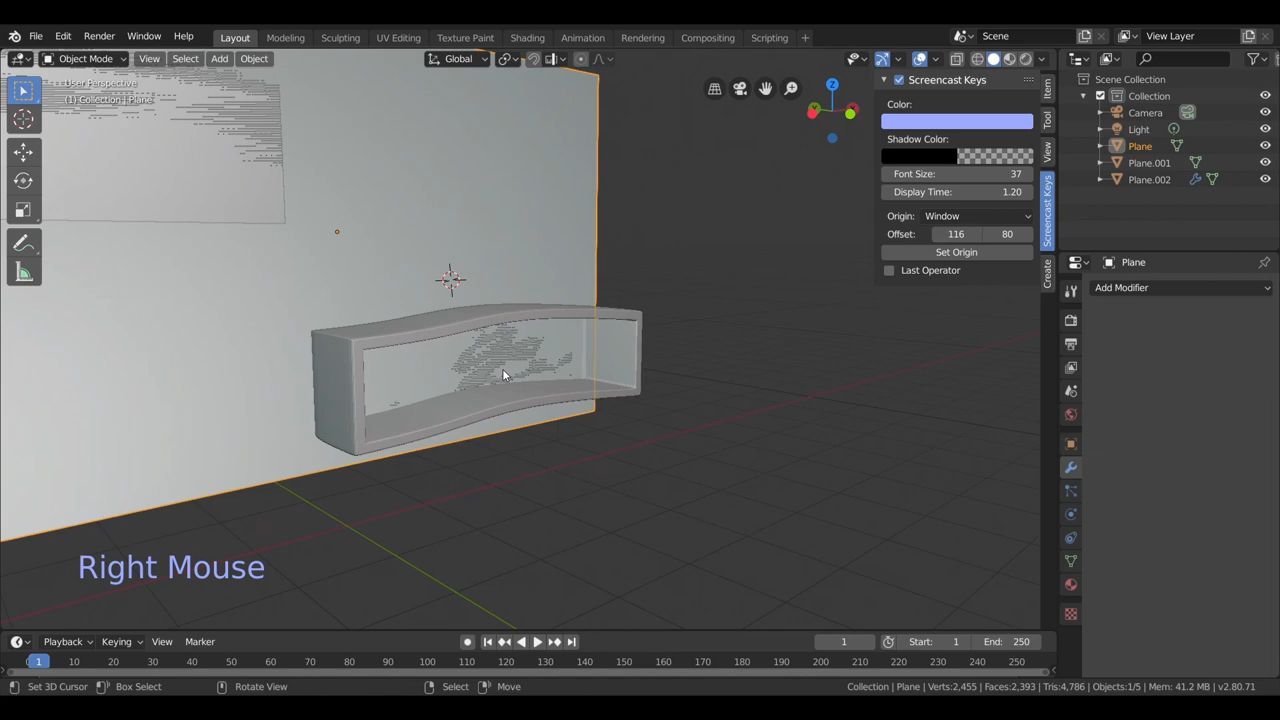 File Edit Render Window Help Layout Modeling Sculpting UV Editing Texture Paint Shading Animation Rendering Compositing Scripting + Scene View Layer
Object Mode View Select Add Object Global
User Perspective
(1) Collection | Plane
Screencast Keys
Color:
Shadow Color:
Font Size: 37
Display Time: 1.20
Origin: Window
Offset: 116 80
Set Origin
Last Operator
Item
Tool
View
Screencast Keys
Create
Z
Y
Scene Collection
Collection
Camera
Light
Plane
Plane.001
Plane.002
Plane
Add Modifier
Right Mouse
Playback Keying View Marker 1 Start: 1 End: 250
1 10 20 30 40 50 60 70 80 90 100 110 120 130 140 150 160 170 180 190 200 210 220 230 240 250
Set 3D Cursor Box Select Rotate View Select Move Collection | Plane | Verts:2,455 | Faces:2,393 | Tris:4,786 | Objects:1/5 | Mem: 41.2 MB | v2.80.71